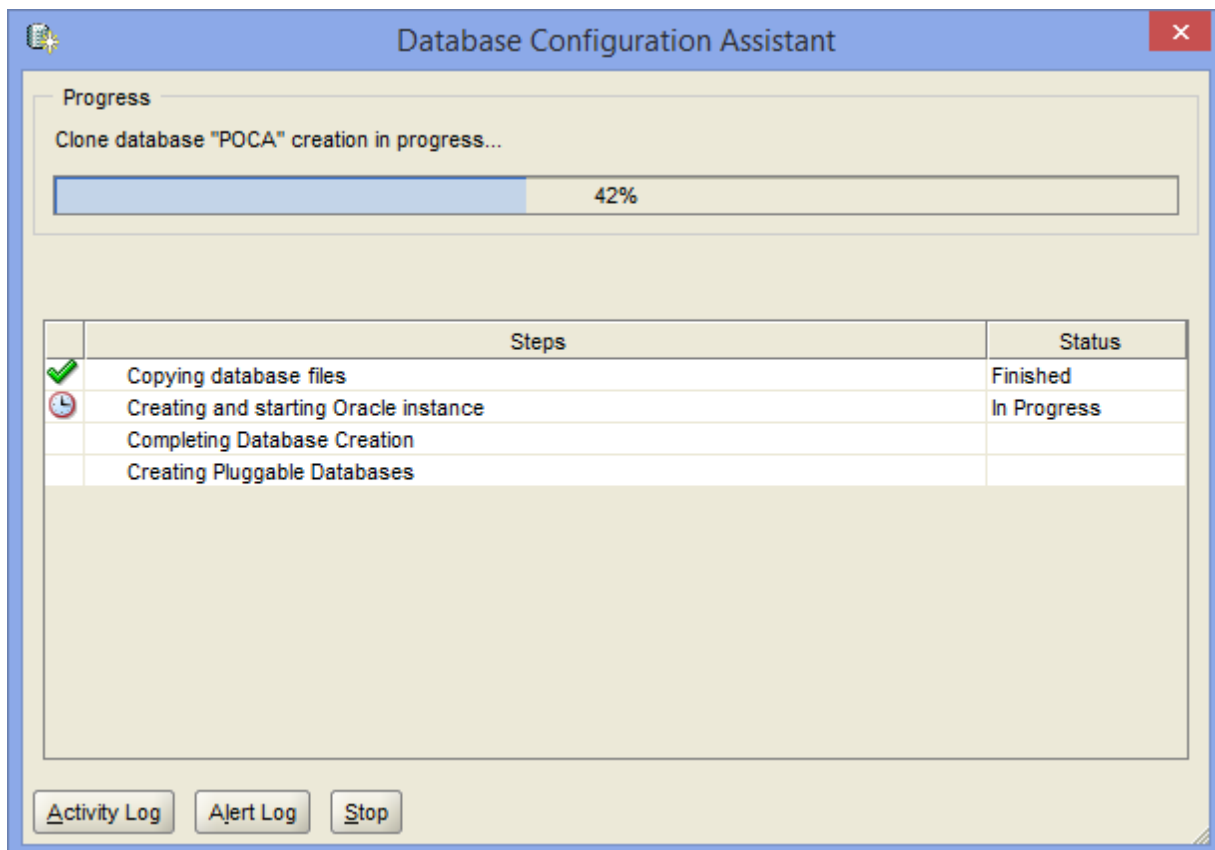 Database Configuration Assistant
Progress
Clone database "POCA" creation in progress...
42%
Steps Status
Copying database files Finished
Creating and starting Oracle instance In Progress
Completing Database Creation
Creating Pluggable Databases
Activity Log Alert Log Stop